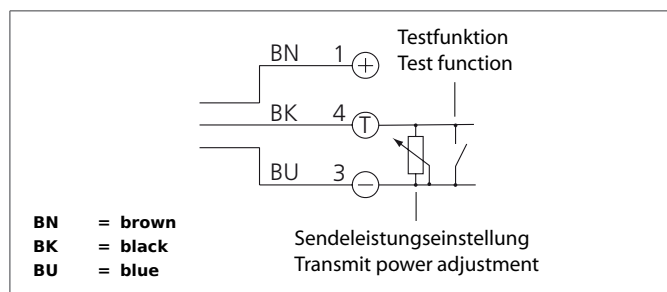 Testfunktion
Test function
BN 1 +
BK 4 T
BU 3 −
BN = brown
BK = black
BU = blue
Sendeleistungseinstellung
Transmit power adjustment